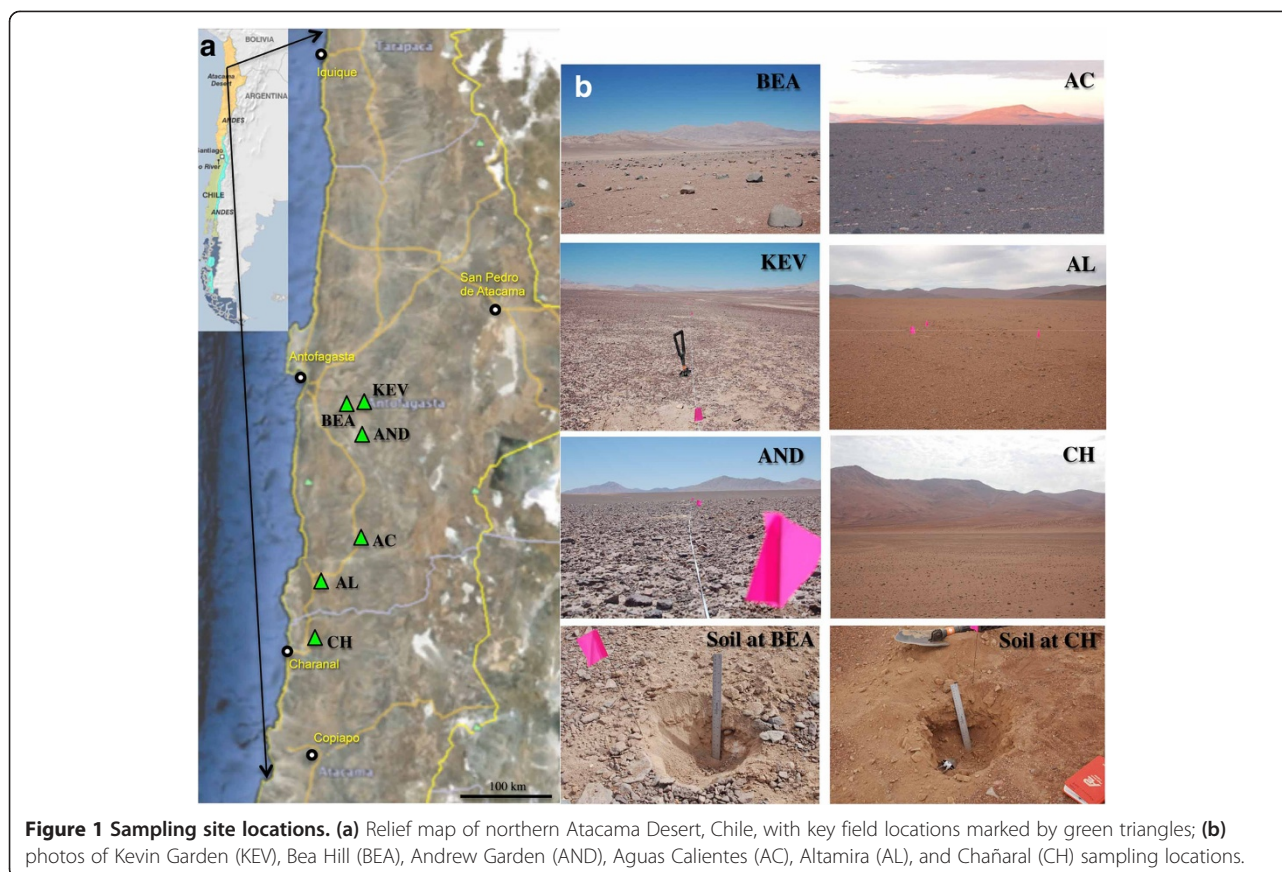 a
BOLIVIA
Atacama
Desert
ARGENTINA
ANDES
Santiago
o River
CHILE
ANDES
Tarapaca
Iquique
San Pedro
de Atacama
Antofagasta
KEV
Antofagasta
BEA
AND
AC
AL
CH
Charanal
Copiapo
Atacama
100 km
b
BEA
AC
KEV
AL
AND
CH
Soil at BEA
Soil at CH
Figure 1 Sampling site locations. (a) Relief map of northern Atacama Desert, Chile, with key field locations marked by green triangles; (b)
photos of Kevin Garden (KEV), Bea Hill (BEA), Andrew Garden (AND), Aguas Calientes (AC), Altamira (AL), and Chañaral (CH) sampling locations.